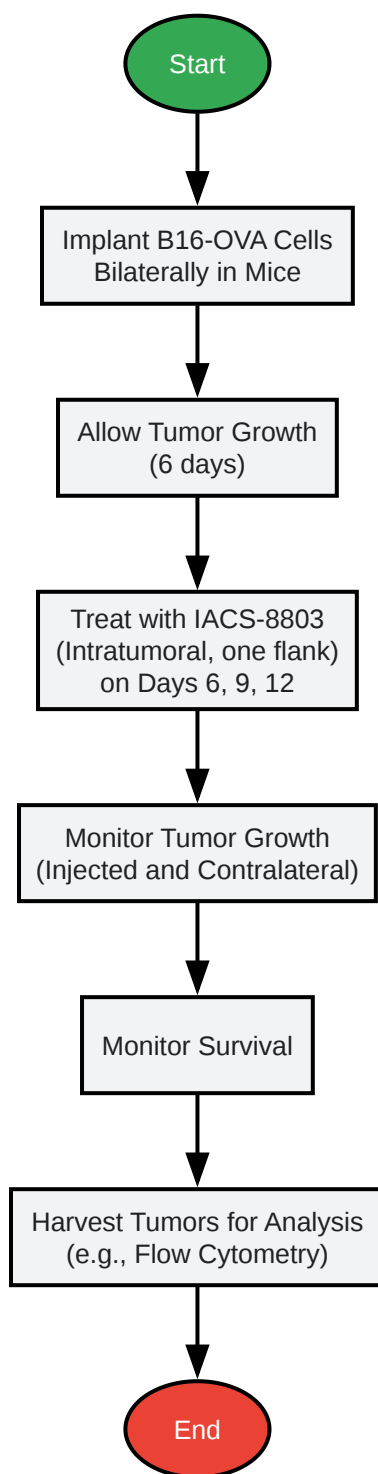 Start
Implant B16-OVA Cells
Bilaterally in Mice
Allow Tumor Growth
(6 days)
Treat with IACS-8803
(Intratumoral, one flank)
on Days 6, 9, 12
Monitor Tumor Growth
(Injected and Contralateral)
Monitor Survival
Harvest Tumors for Analysis
(e.g., Flow Cytometry)
End